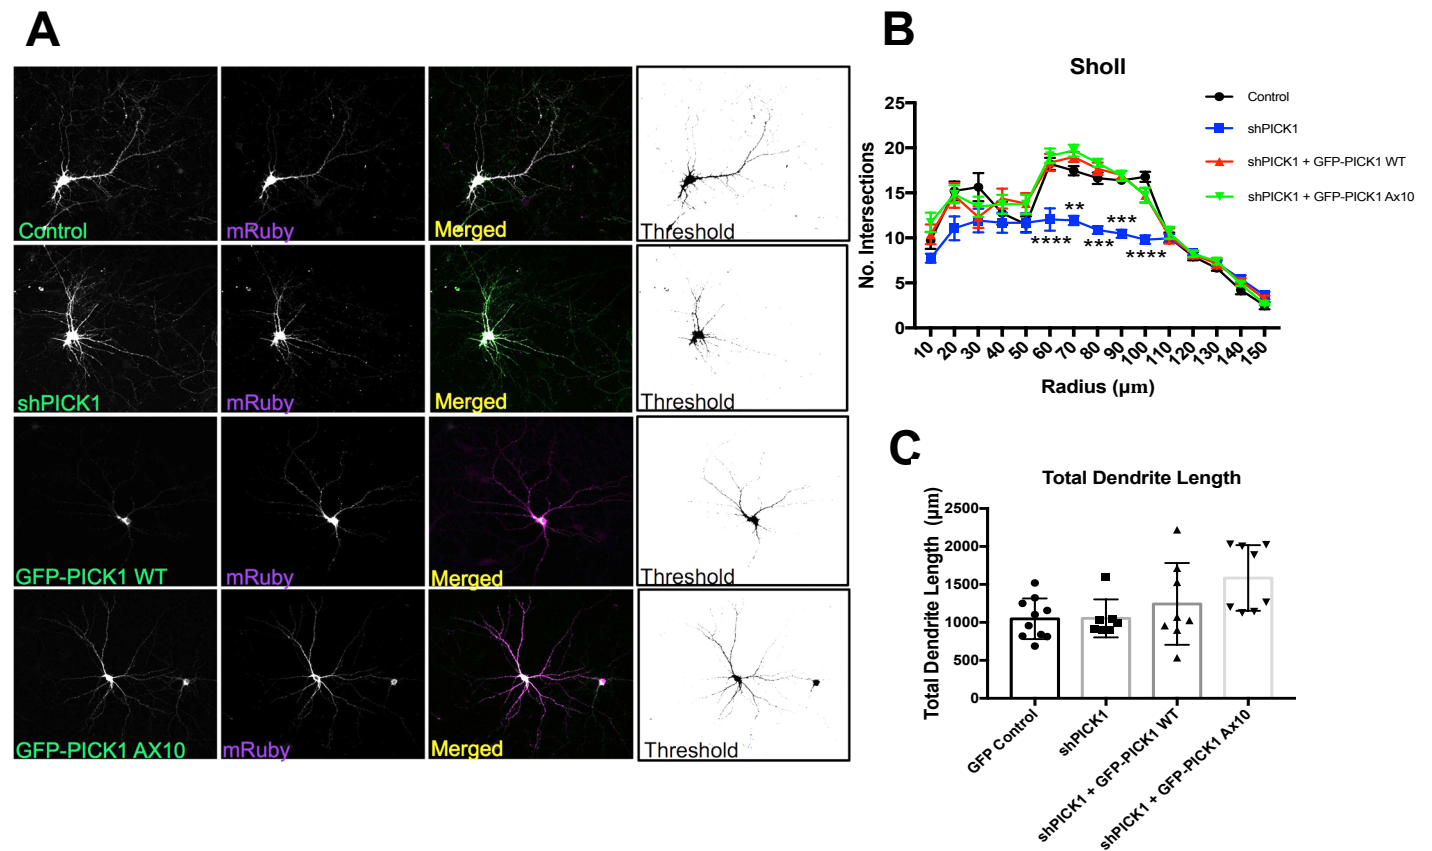 A
Control
mRuby
Merged
Threshold
shPICK1
mRuby
Merged
Threshold
GFP-PICK1 WT
mRuby
Merged
Threshold
GFP-PICK1 AX10
mRuby
Merged
Threshold
B
Sholl
Control
shPICK1
shPICK1 + GFP-PICK1 WT
shPICK1 + GFP-PICK1 Ax10
No. Intersections
25
20
15
10
5
0
**
***
****
***
****
10 20 30 40 50 60 70 80 90 100 110 120 130 140 150
Radius (µm)
C
Total Dendrite Length
Total Dendrite Length (µm)
2500
2000
1500
1000
500
0
GFP Control
shPICK1
shPICK1 + GFP-PICK1 WT
shPICK1 + GFP-PICK1 Ax10